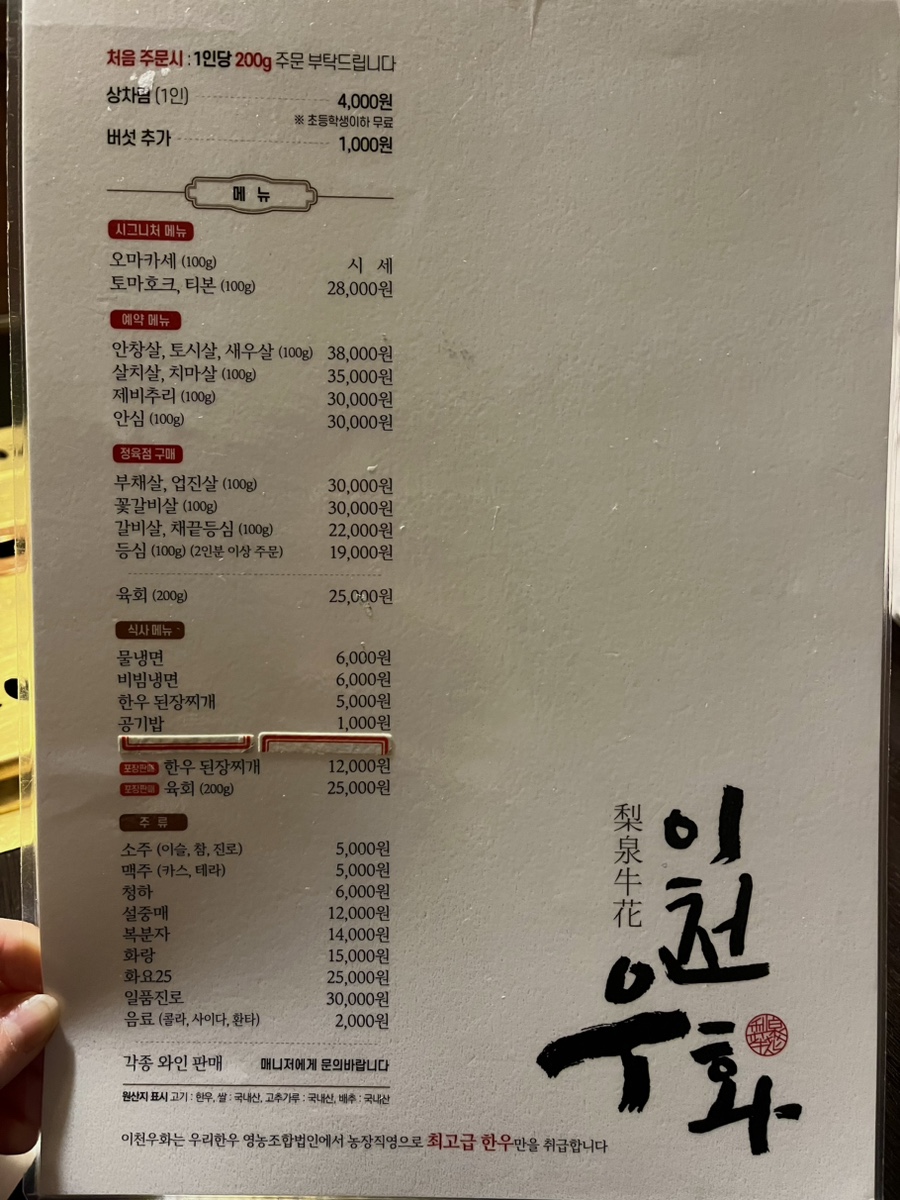 처음 주문시 : 1인당 200g 주문 부탁드립니다
상차림 (1인) 4,000원
※ 초등학생이하 무료
버섯 추가 1,000원
메 뉴
시그니처 메뉴
오마카세 (100g) 시 세
토마호크, 티본 (100g) 28,000원
예약 메뉴
안창살, 토시살, 새우살 (100g) 38,000원
살치살, 치마살 (100g) 35,000원
제비추리 (100g) 30,000원
안심 (100g) 30,000원
정육점 구매
부채살, 업진살 (100g) 30,000원
꽃갈비살 (100g) 30,000원
갈비살, 채끝등심 (100g) 22,000원
등심 (100g) (2인분 이상 주문) 19,000원
육회 (200g) 25,000원
식사 메뉴
물냉면 6,000원
비빔냉면 6,000원
한우 된장찌개 5,000원
공기밥 1,000원
포장판매 한우 된장찌개 12,000원
포장판매 육회 (200g) 25,000원
주 류
소주 (이슬, 참, 진로) 5,000원
맥주 (카스, 테라) 5,000원
청하 6,000원
설중매 12,000원
복분자 14,000원
화랑 15,000원
화요25 25,000원
일품진로 30,000원
음료 (콜라, 사이다, 환타) 2,000원
각종 와인 판매 매니저에게 문의바랍니다
원산지 표시 고기 : 한우, 쌀 : 국내산, 고추가루 : 국내산, 배추 : 국내산
이천우화는 우리한우 영농조합법인에서 농장직영으로 최고급 한우만을 취급합니다
梨泉牛花
이천
우화